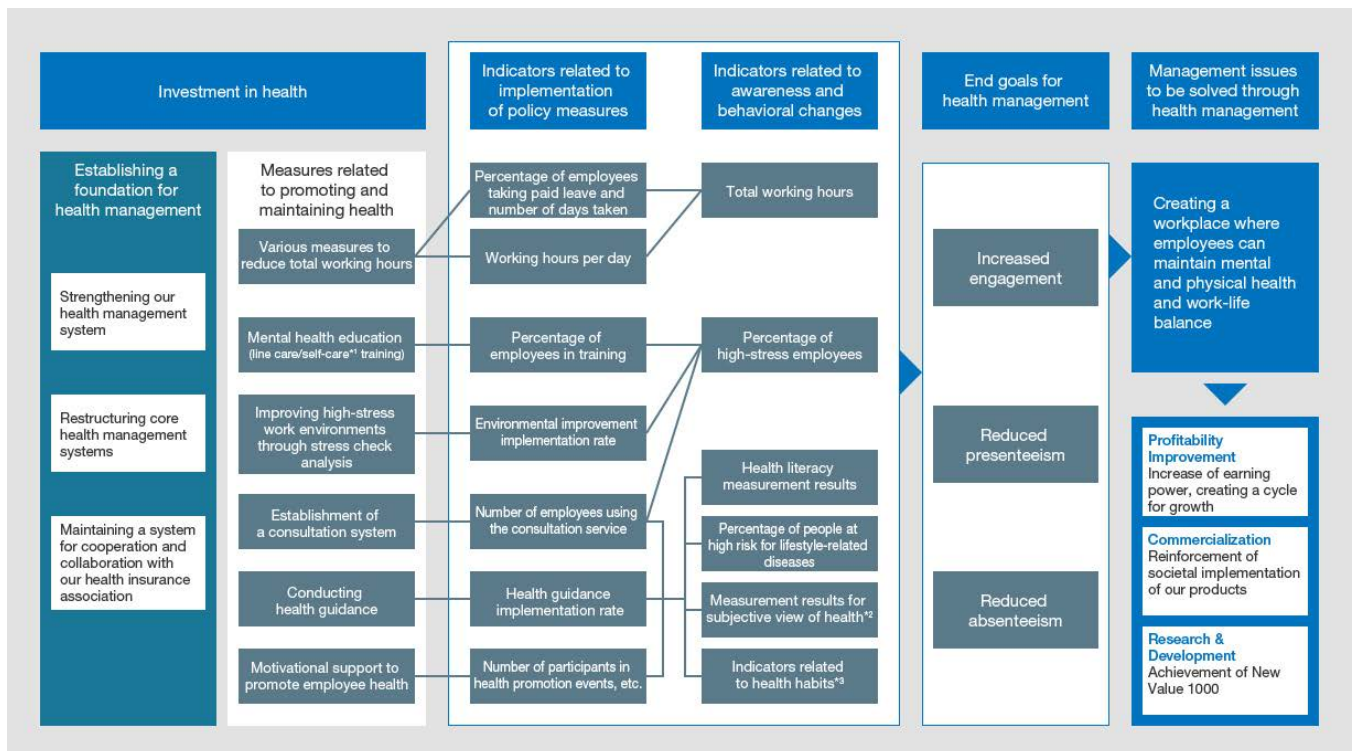 Investment in health
Indicators related to
implementation
of policy measures
Indicators related to
awareness and
behavioral changes
End goals for
health management
Management issues
to be solved through
health management
Establishing a
foundation for
health management
Strengthening our
health management
system
Restructuring core
health management
systems
Maintaining a system
for cooperation and
collaboration with
our health insurance
association
Measures related
to promoting and
maintaining health
Various measures to
reduce total working hours
Mental health education
(line care/self-care*1 training)
Improving high-stress
work environments
through stress check
analysis
Establishment of
a consultation system
Conducting
health guidance
Motivational support to
promote employee health
Percentage of employees
taking paid leave and
number of days taken
Working hours per day
Percentage of
employees in training
Environmental improvement
implementation rate
Number of employees using
the consultation service
Health guidance
implementation rate
Number of participants in
health promotion events, etc.
Total working hours
Percentage of
high-stress employees
Health literacy
measurement results
Percentage of people at
high risk for lifestyle-related
diseases
Measurement results for
subjective view of health*2
Indicators related
to health habits*3
Increased
engagement
Reduced
presenteeism
Reduced
absenteeism
Creating a
workplace where
employees can
maintain mental
and physical health
and work-life
balance
Profitability
Improvement
Increase of earning
power, creating a cycle
for growth
Commercialization
Reinforcement of
societal implementation
of our products
Research &
Development
Achievement of New
Value 1000